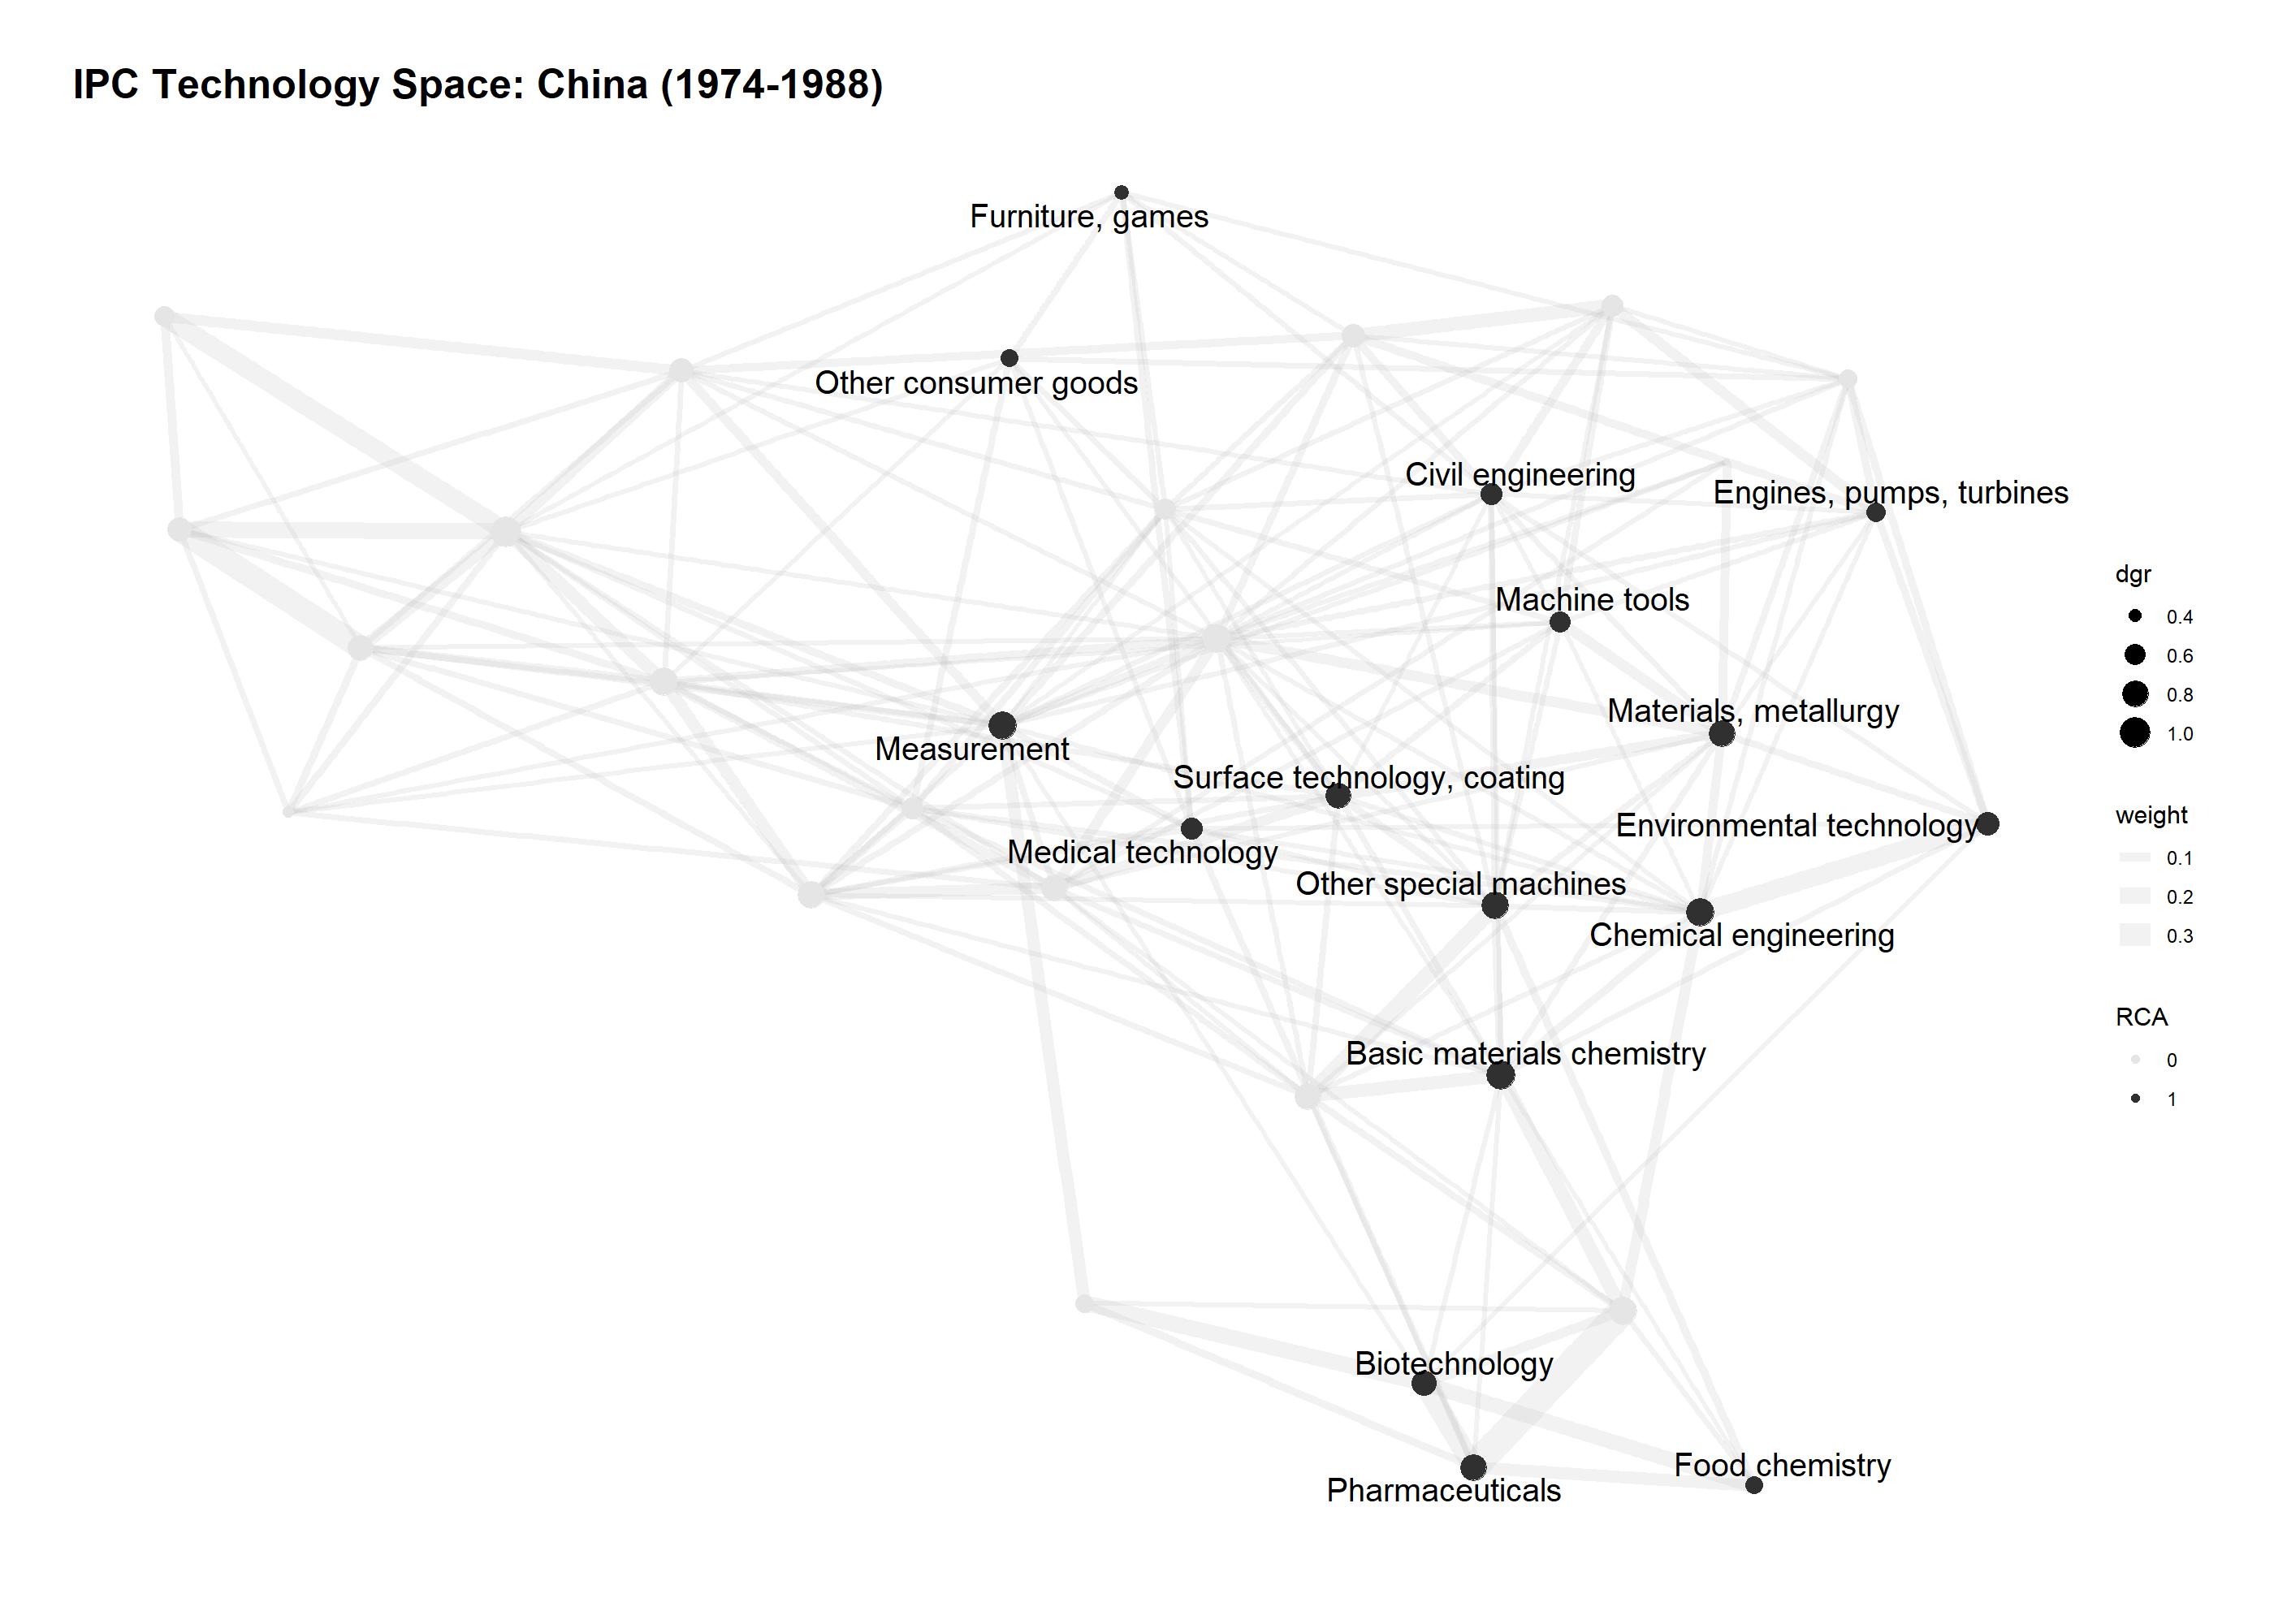 IPC Technology Space: China (1974-1988)
Furniture, games
Other consumer goods
Civil engineering
Engines, pumps, turbines
Machine tools
Materials, metallurgy
Measurement
Surface technology, coating
Environmental technology
Medical technology
Other special machines
Chemical engineering
Basic materials chemistry
Biotechnology
Food chemistry
Pharmaceuticals
dgr
0.4
0.6
0.8
1.0
weight
0.1
0.2
0.3
RCA
0
1